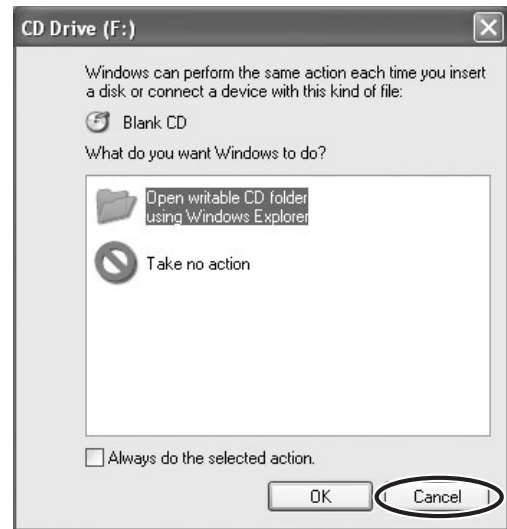 CD Drive (F:)
Windows can perform the same action each time you insert
a disk or connect a device with this kind of file:
Blank CD
What do you want Windows to do?
Open writable CD folder
using Windows Explorer
Take no action
Always do the selected action.
OK Cancel